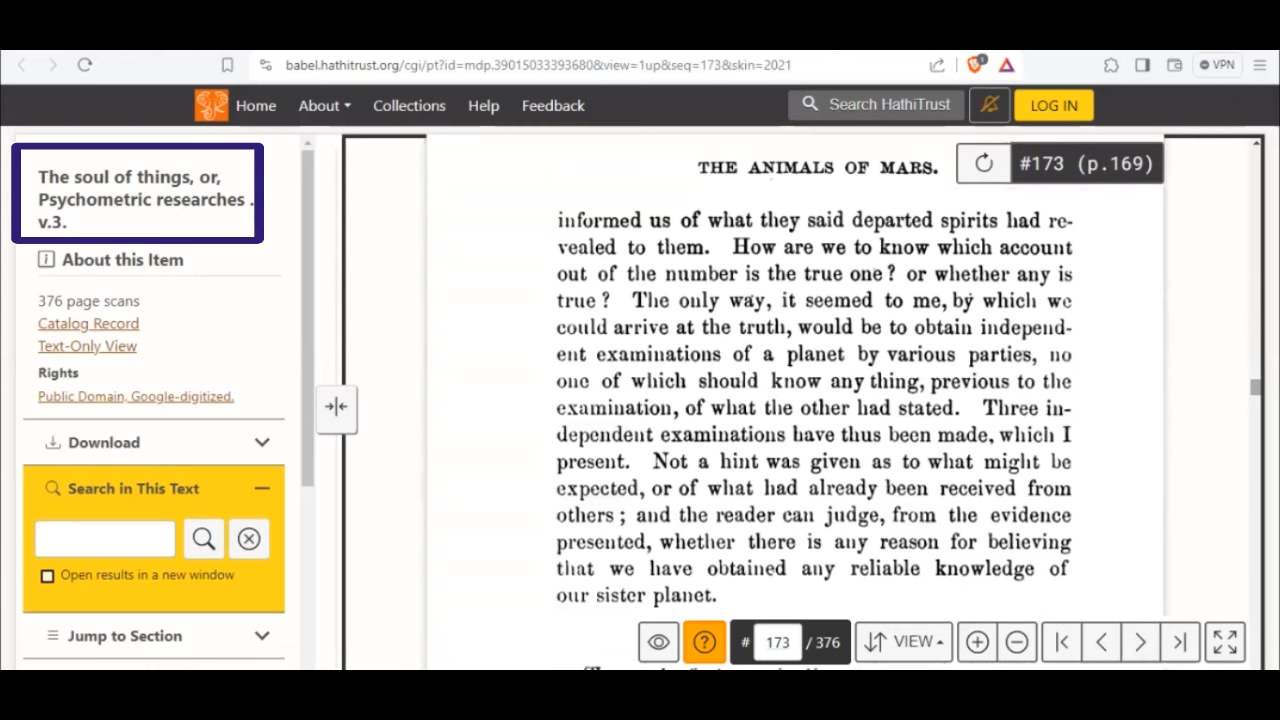 babel.hathitrust.org/cgi/pt?id=mdp.39015033393680&view=1up&seq=173&skin=2021
1
VPN
Home
About
Collections
Help
Feedback
Search HathiTrust
LOG IN
The soul of things, or,
Psychometric researches .
v.3.
About this Item
376 page scans
Catalog Record
Text-Only View
Rights
Public Domain, Google-digitized.
Download
Search in This Text
Open results in a new window
Jump to Section
THE ANIMALS OF MARS.
#173 (p.169)
informed us of what they said departed spirits had re-
vealed to them. How are we to know which account
out of the number is the true one? or whether any is
true? The only way, it seemed to me, by which we
could arrive at the truth, would be to obtain independ-
ent examinations of a planet by various parties, no
one of which should know any thing, previous to the
examination, of what the other had stated. Three in-
dependent examinations have thus been made, which I
present. Not a hint was given as to what might be
expected, or of what had already been received from
others; and the reader can judge, from the evidence
presented, whether there is any reason for believing
that we have obtained any reliable knowledge of
our sister planet.
# 173 / 376
VIEW